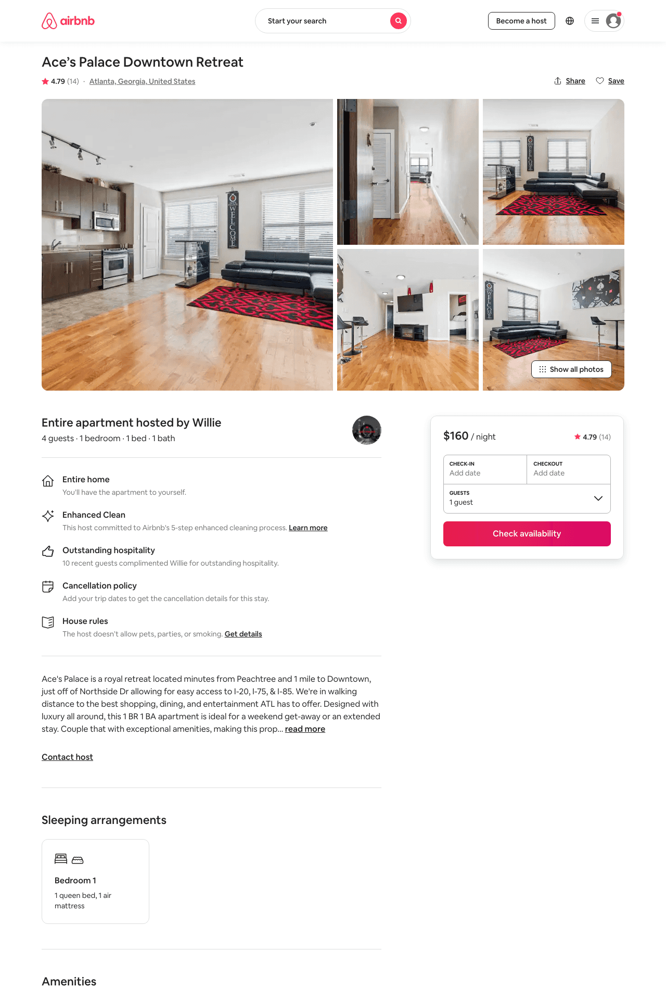 airbnb
Start your search
Become a host
Ace’s Palace Downtown Retreat
4.79 (14) · Atlanta, Georgia, United States
Share
Save
WELCOME
WELCOME
WELCOME
Show all photos
Entire apartment hosted by Willie
4 guests · 1 bedroom · 1 bed · 1 bath
Entire home
You’ll have the apartment to yourself.
Enhanced Clean
This host committed to Airbnb's 5-step enhanced cleaning process. Learn more
Outstanding hospitality
10 recent guests complimented Willie for outstanding hospitality.
Cancellation policy
Add your trip dates to get the cancellation details for this stay.
House rules
The host doesn’t allow pets, parties, or smoking. Get details
Ace's Palace is a royal retreat located minutes from Peachtree and 1 mile to Downtown,
just off of Northside Dr allowing for easy access to I-20, I-75, & I-85. We're in walking
distance to the best shopping, dining, and entertainment ATL has to offer. Designed with
luxury all around, this 1 BR 1 BA apartment is ideal for a weekend get-away or an extended
stay. Couple that with exceptional amenities, making this prop... read more
Contact host
Sleeping arrangements
Bedroom 1
1 queen bed, 1 air
mattress
Amenities
$160 / night
4.79 (14)
CHECK-IN
Add date
CHECKOUT
Add date
GUESTS
1 guest
Check availability